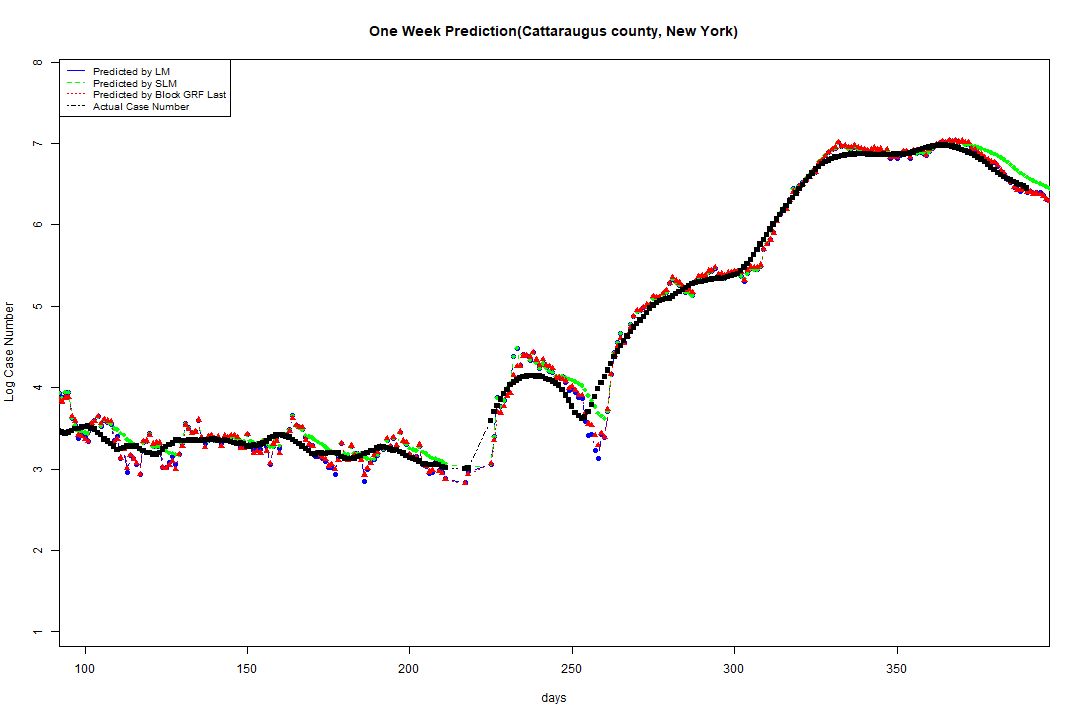 One Week Prediction(Cattaraugus county, New York)
Predicted by LM
Predicted by SLM
Predicted by Block GRF Last
Actual Case Number
8
7
6
5
4
3
2
1
Log Case Number
100 150 200 250 300 350
days